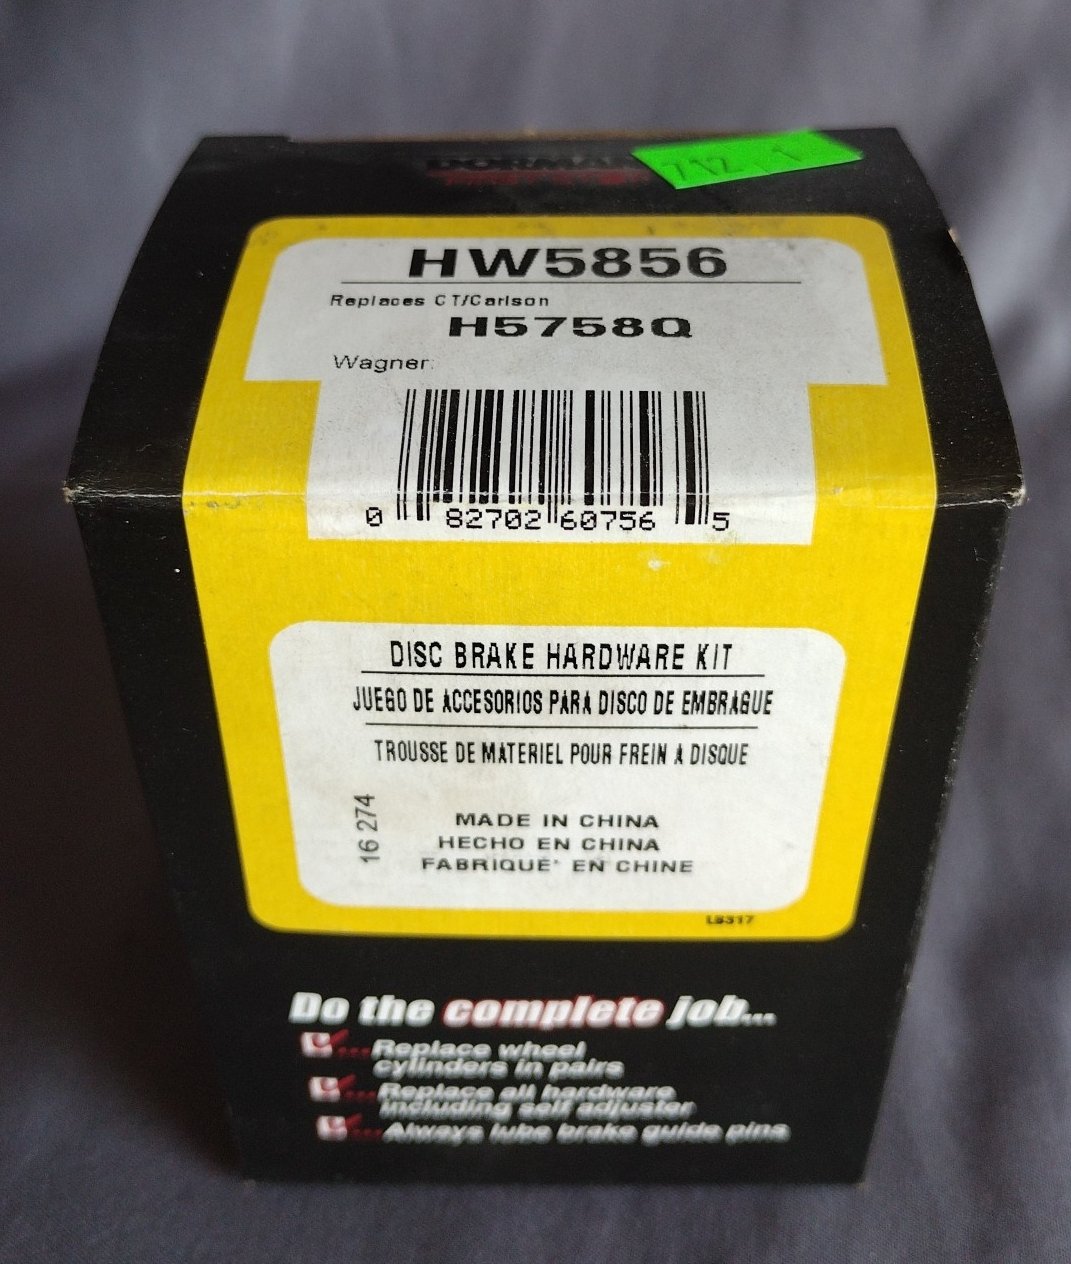 DORMAN
712 1
HW5856
Replaces CT/Carlson
H5758Q
Wagner:
0 82702 60756 5
DISC BRAKE HARDWARE KIT
JUEGO DE ACCESORIOS PARA DISCO DE EMBRAGUE
TROUSSE DE MATERIEL POUR FREIN A DISQUE
16 274
MADE IN CHINA
HECHO EN CHINA
FABRIQUE' EN CHINE
L5317
Do the complete job...
...Replace wheel
cylinders in pairs
...Replace all hardware
including self adjuster
...Always lube brake guide pins